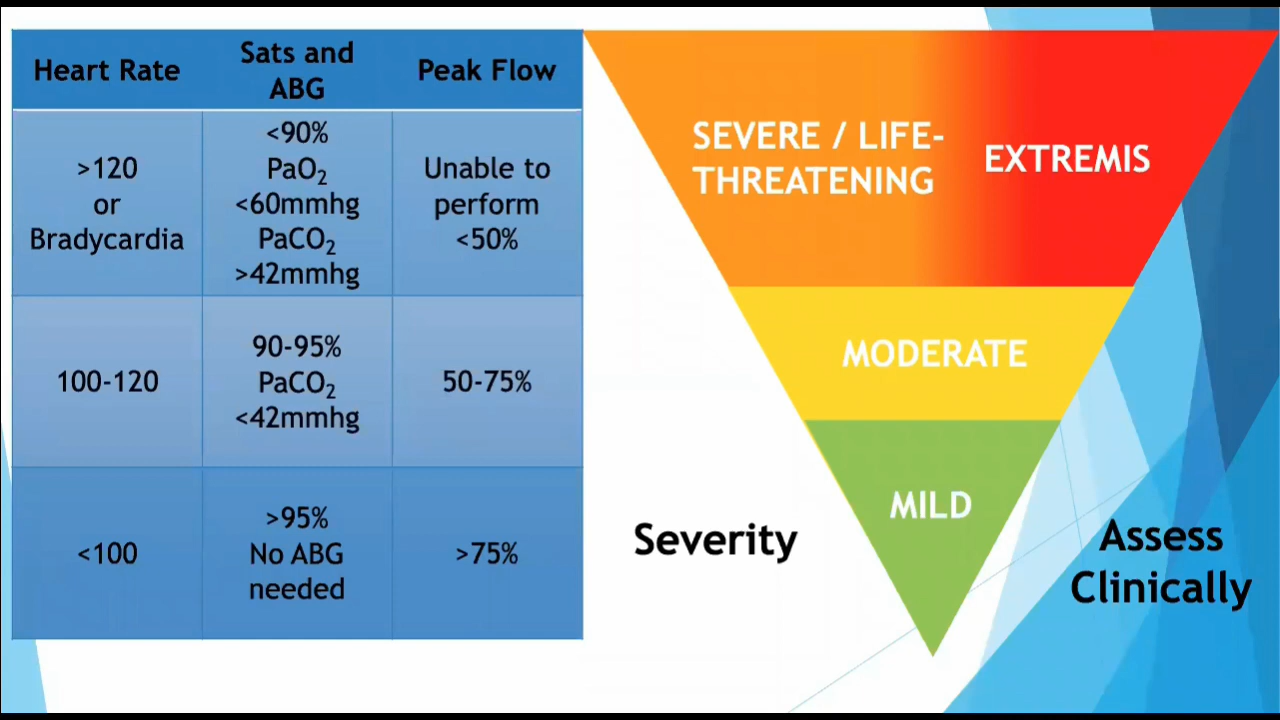 Heart Rate
Sats and
ABG
Peak Flow
>120
or
Bradycardia
<90%
PaO₂
<60mmhg
PaCO₂
>42mmhg
Unable to
perform
<50%
100-120
90-95%
PaCO₂
<42mmhg
50-75%
<100
>95%
No ABG
needed
>75%
SEVERE / LIFE-
THREATENING
EXTREMIS
MODERATE
MILD
Severity
Assess
Clinically